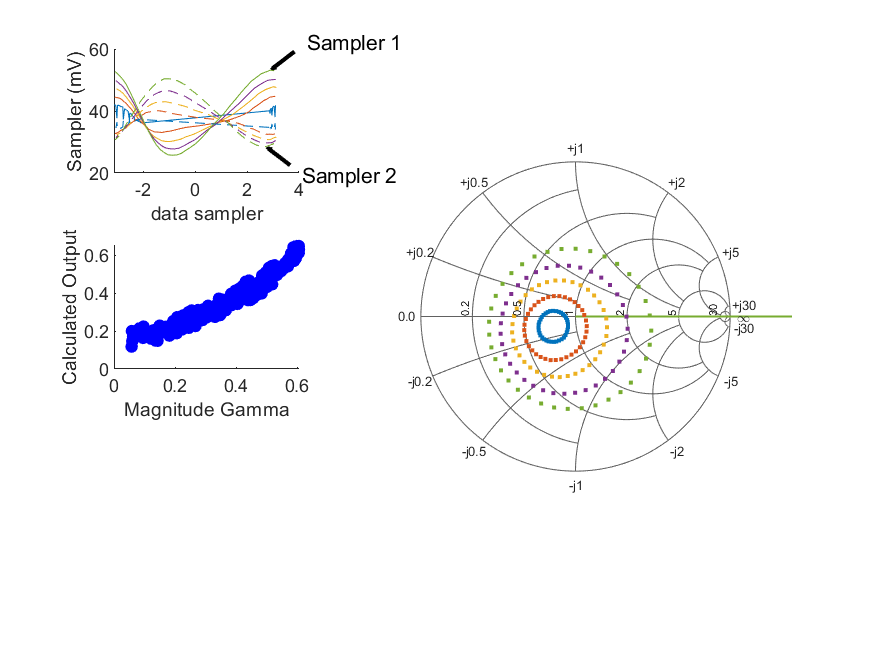 Sampler 1
Sampler 2
Sampler (mV)
60
40
20
-2
0
2
4
data sampler
Calculated Output
0.6
0.4
0.2
0
0
0.2
0.4
0.6
Magnitude Gamma
+j1
+j0.5
+j2
+j0.2
+j5
0.2
0.5
1
2
5
30
+j30
0.0
-j30
-j0.2
-j5
-j0.5
-j2
-j1